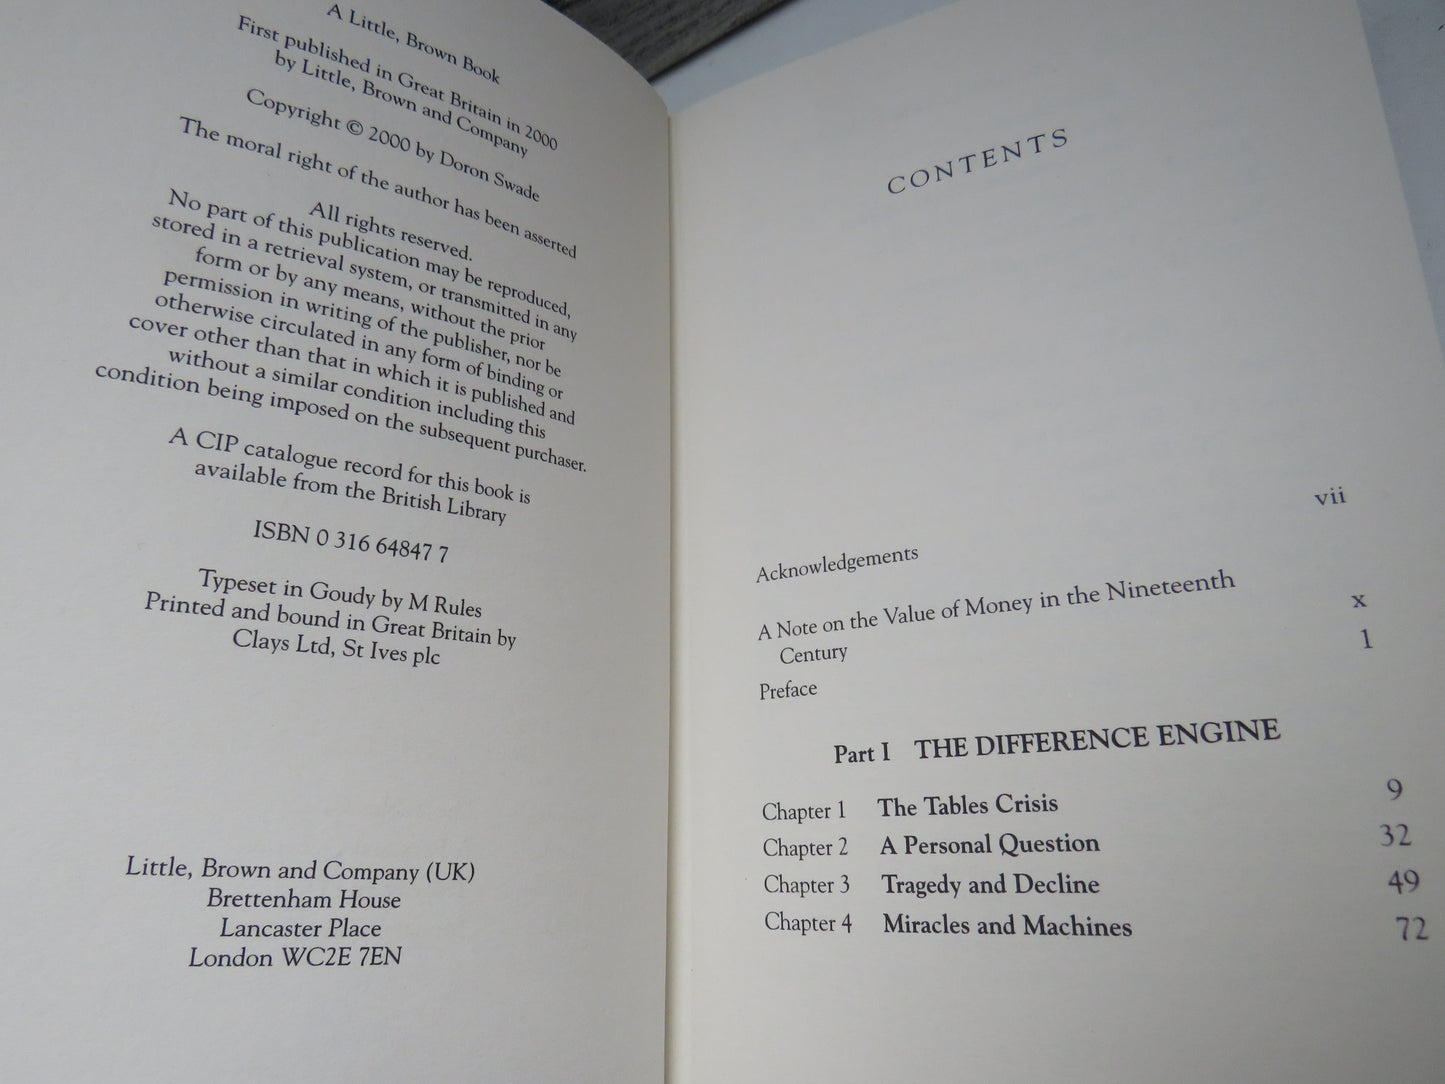 A Little, Brown Book
First published in Great Britain in 2000
by Little, Brown and Company
Copyright © 2000 by Doron Swade
The moral right of the author has been asserted
All rights reserved.
No part of this publication may be reproduced,
stored in a retrieval system, or transmitted in any
form or by any means, without the prior
permission in writing of the publisher, nor be
otherwise circulated in any form of binding or
cover other than that in which it is published and
without a similar condition including this
condition being imposed on the subsequent purchaser.
A CIP catalogue record for this book is
available from the British Library
ISBN 0 316 64847 7
Typeset in Goudy by M Rules
Printed and bound in Great Britain by
Clays Ltd, St Ives plc
Little, Brown and Company (UK)
Brettenham House
Lancaster Place
London WC2E 7EN
CONTENTS
Acknowledgements vii
A Note on the Value of Money in the Nineteenth
Century x
Preface 1
Part I THE DIFFERENCE ENGINE
Chapter 1 The Tables Crisis 9
Chapter 2 A Personal Question 32
Chapter 3 Tragedy and Decline 49
Chapter 4 Miracles and Machines 72